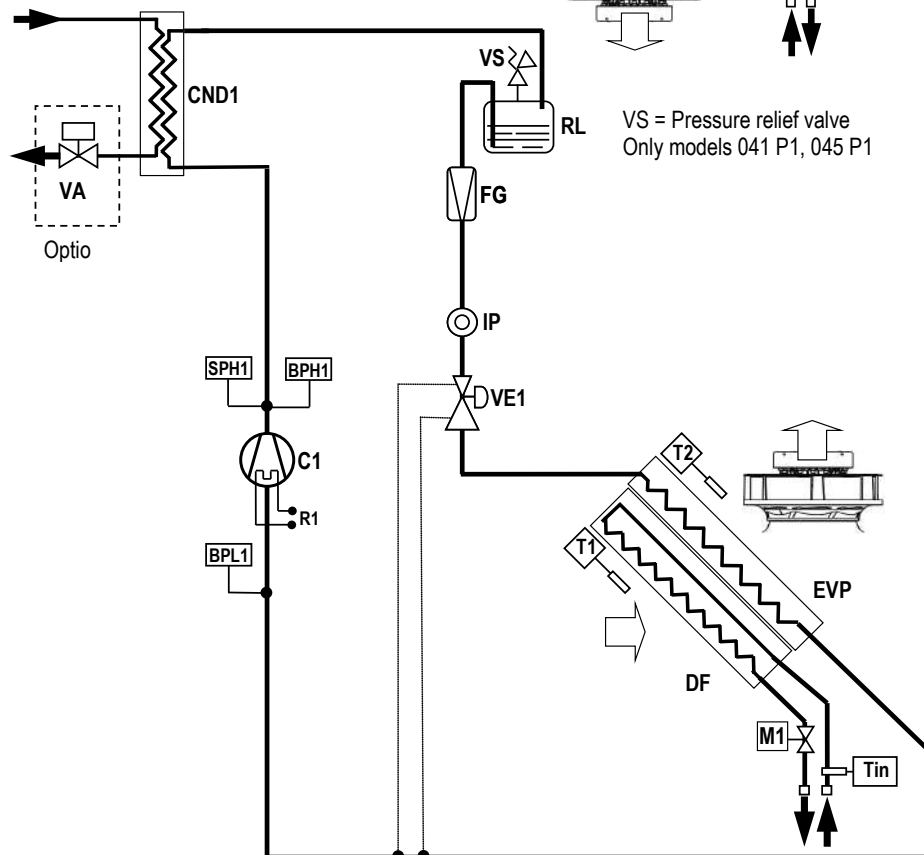 VS
CND1
RL
VS = Pressure relief valve
Only models 041 P1, 045 P1
VA
FG
Optio
IP
SPH1
BPH1
VE1
T2
C1
R1
T1
BPL1
EVP
DF
M1
Tin